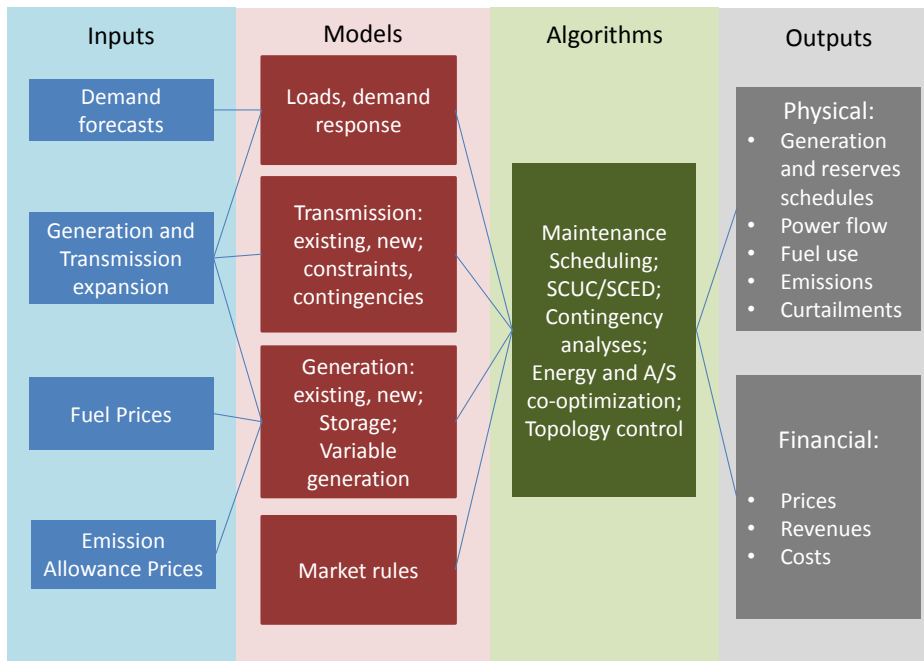 Inputs
Demand
forecasts
Generation and
Transmission
expansion
Fuel Prices
Emission
Allowance Prices
Models
Loads, demand
response
Transmission:
existing, new;
constraints,
contingencies
Generation:
existing, new;
Storage;
Variable
generation
Market rules
Algorithms
Maintenance
Scheduling;
SCUC/SCED;
Contingency
analyses;
Energy and A/S
co-optimization;
Topology control
Outputs
Physical:
• Generation
and reserves
schedules
• Power flow
• Fuel use
• Emissions
• Curtailments
Financial:
• Prices
• Revenues
• Costs